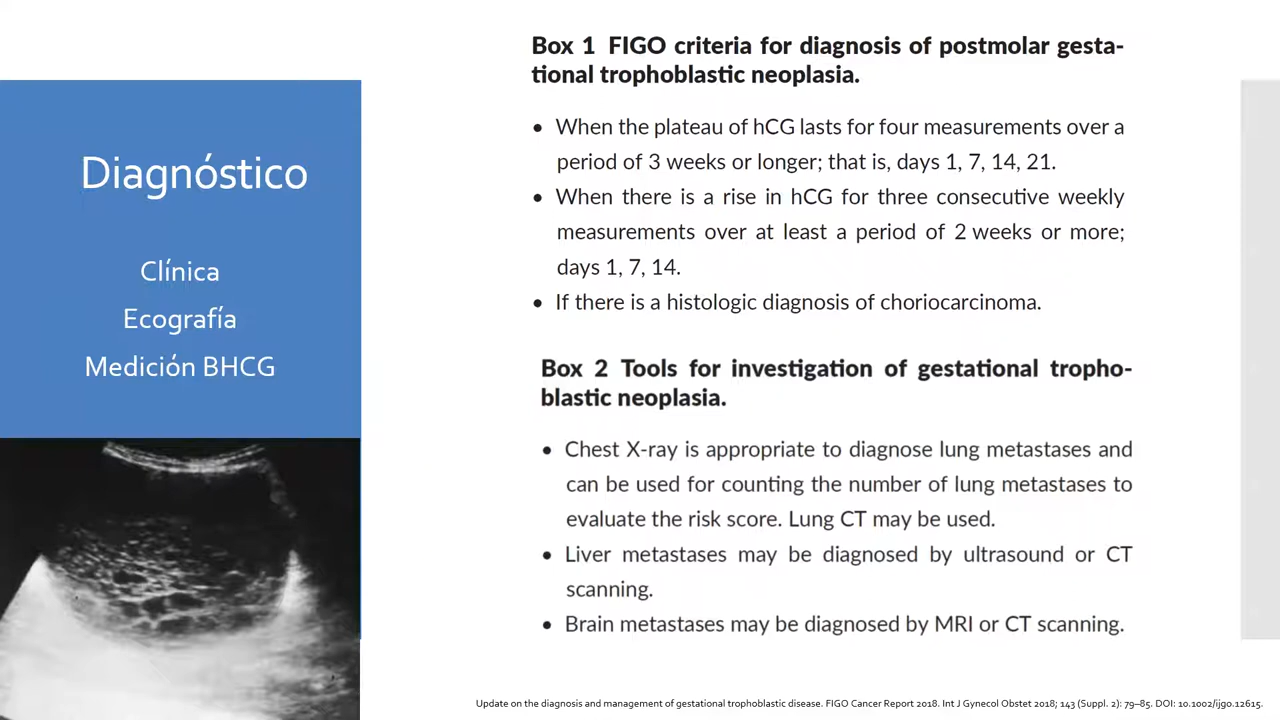 Diagnóstico
Clínica
Ecografía
Medición BHCG
Box 1 FIGO criteria for diagnosis of postmolar gesta-
tional trophoblastic neoplasia.
• When the plateau of hCG lasts for four measurements over a
period of 3 weeks or longer; that is, days 1, 7, 14, 21.
• When there is a rise in hCG for three consecutive weekly
measurements over at least a period of 2 weeks or more;
days 1, 7, 14.
• If there is a histologic diagnosis of choriocarcinoma.
Box 2 Tools for investigation of gestational tropho-
blastic neoplasia.
• Chest X-ray is appropriate to diagnose lung metastases and
can be used for counting the number of lung metastases to
evaluate the risk score. Lung CT may be used.
• Liver metastases may be diagnosed by ultrasound or CT
scanning.
• Brain metastases may be diagnosed by MRI or CT scanning.
Update on the diagnosis and management of gestational trophoblastic disease. FIGO Cancer Report 2018. Int J Gynecol Obstet 2018; 143 (Suppl. 2): 79–85. DOI: 10.1002/ijgo.12615.